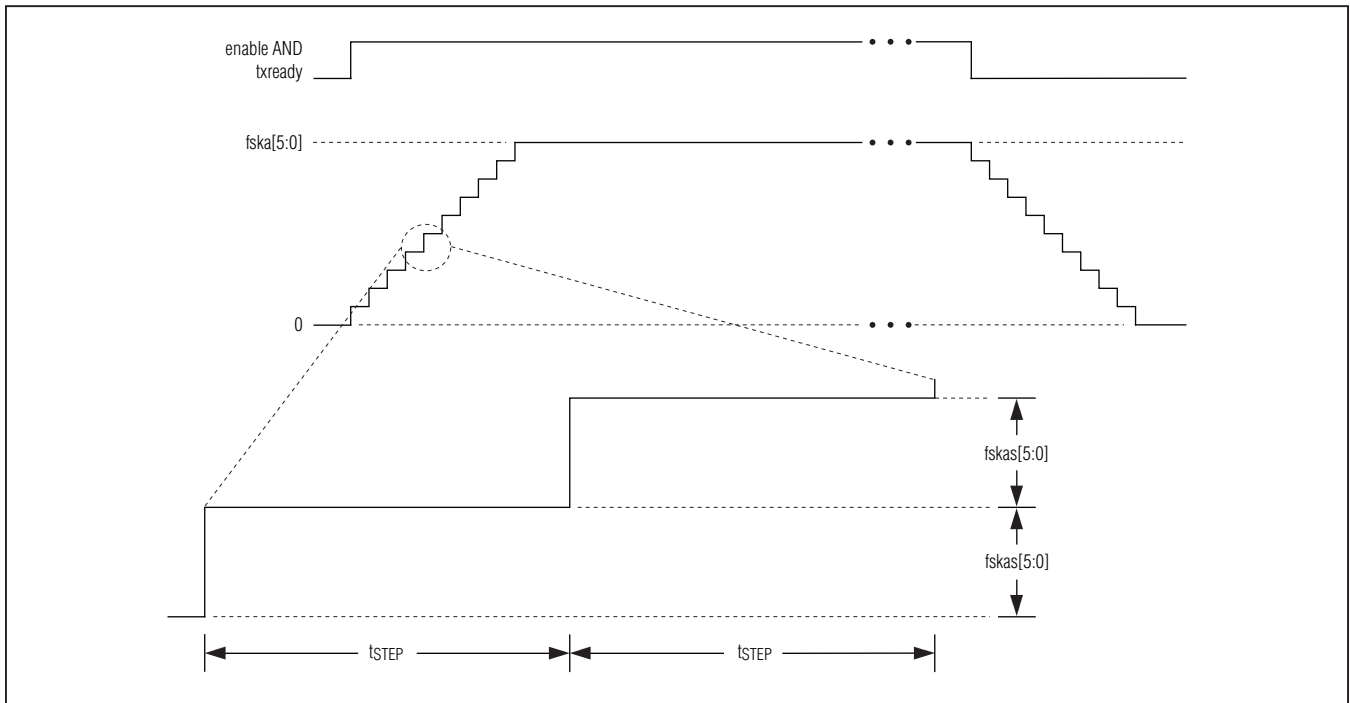 enable AND
txready
fska[5:0]
0
fskas[5:0]
fskas[5:0]
tSTEP
tSTEP